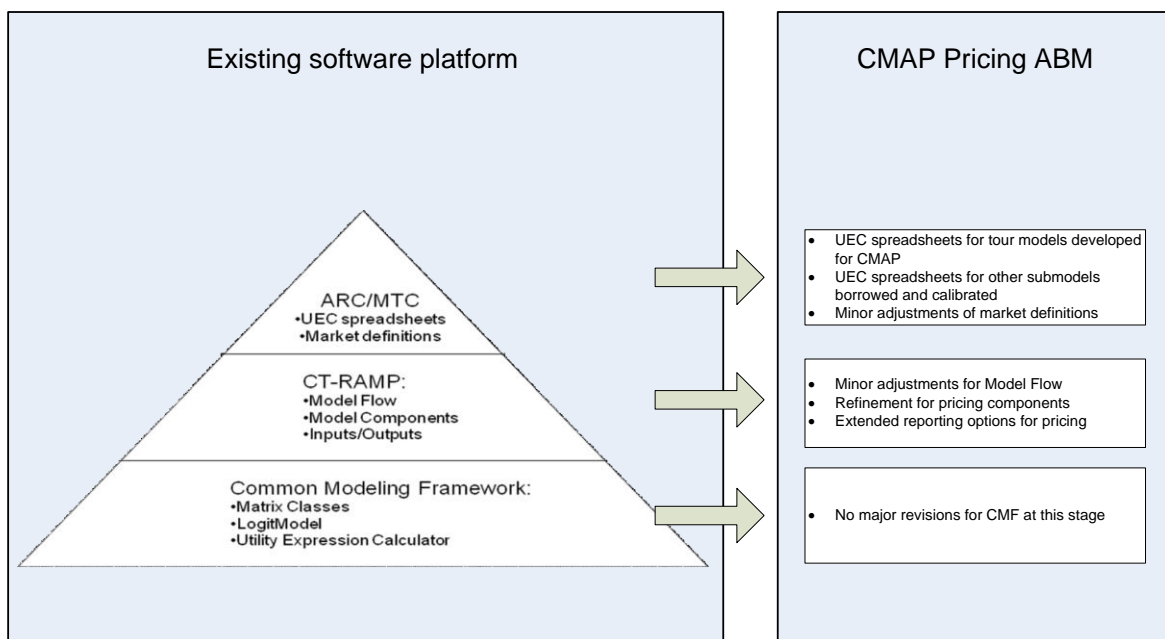 Existing software platform
ARC/MTC
•UEC spreadsheets
•Market definitions
CT-RAMP:
•Model Flow
•Model Components
•Inputs/Outputs
Common Modeling Framework:
•Matrix Classes
•LogitModel
•Utility Expression Calculator
CMAP Pricing ABM
• UEC spreadsheets for tour models developed
for CMAP
• UEC spreadsheets for other submodels
borrowed and calibrated
• Minor adjustments of market definitions
• Minor adjustments for Model Flow
• Refinement for pricing components
• Extended reporting options for pricing
• No major revisions for CMF at this stage